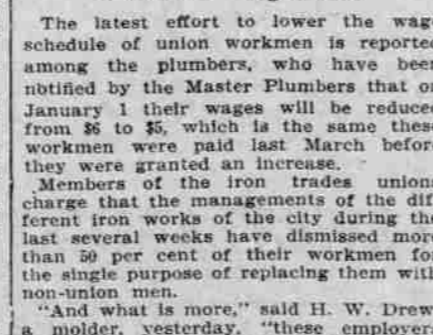 The latest effort to lower the wag
schedule of union workmen is reported
among the plumbers, who have been
notified by the Master Plumbers that on
January 1 their wages will be reduced
from $6 to $5, which is the same these
workmen were paid last March before
they were granted an increase.
Members of the iron trades unions
charge that the managements of the dif
ferent iron works of the city during the
last several weeks have dismissed more
than 50 per cent of their workmen for
the single purpose of replacing them with
non-union men.
"And what is more," said H. W. Drew
a molder, yesterday, "these employed